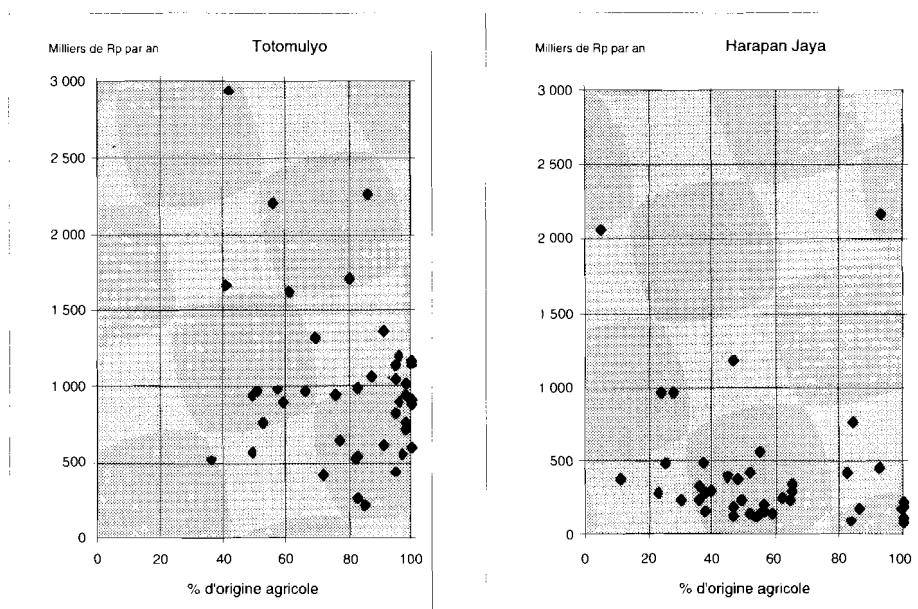 Totomulyo
Milliers de Rp par an
3 000
2 500
2 000
1 500
1 000
500
0
0 20 40 60 80 100
% d'origine agricole
Harapan Jaya
Milliers de Rp par an
3 000
2 500
2 000
1 500
1 000
500
0
0 20 40 60 80 100
% d'origine agricole